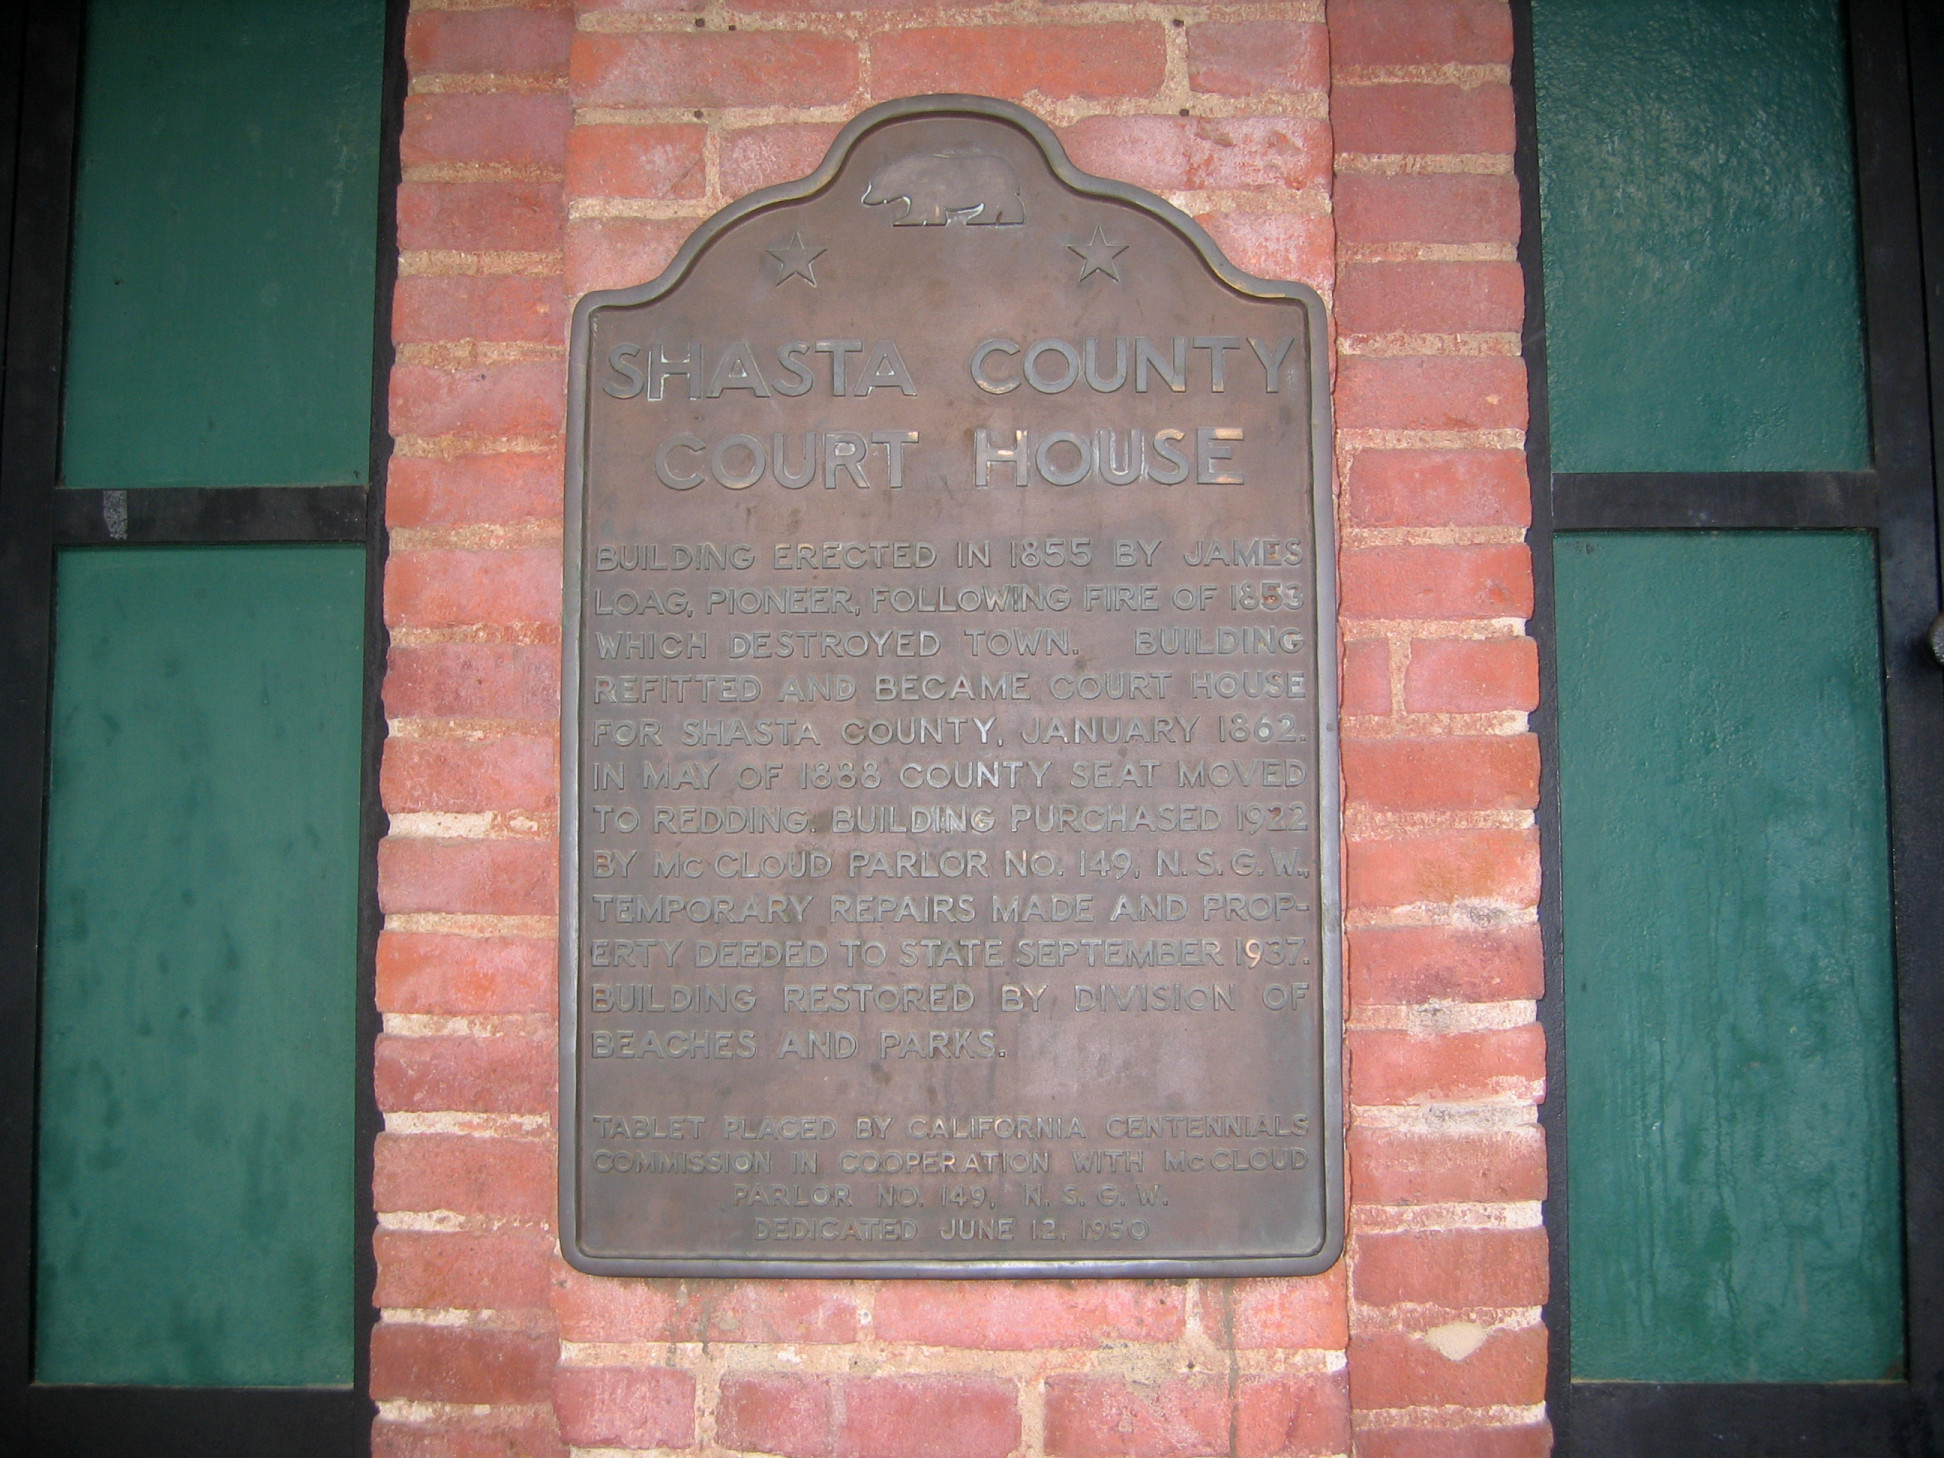 SHASTA COUNTY
COURT HOUSE
BUILDING ERECTED IN 1855 BY JAMES
LOAG, PIONEER, FOLLOWING FIRE OF 1853
WHICH DESTROYED TOWN. BUILDING
REFITTED AND BECAME COURT HOUSE
FOR SHASTA COUNTY, JANUARY 1862.
IN MAY OF 1888 COUNTY SEAT MOVED
TO REDDING. BUILDING PURCHASED 1922
BY Mc CLOUD PARLOR NO. 149, N. S. G. W.,
TEMPORARY REPAIRS MADE AND PROP-
ERTY DEEDED TO STATE SEPTEMBER 1937.
BUILDING RESTORED BY DIVISION OF
BEACHES AND PARKS.
TABLET PLACED BY CALIFORNIA CENTENNIALS
COMMISSION IN COOPERATION WITH Mc CLOUD
PARLOR NO. 149, N. S. G. W.
DEDICATED JUNE 12, 1950